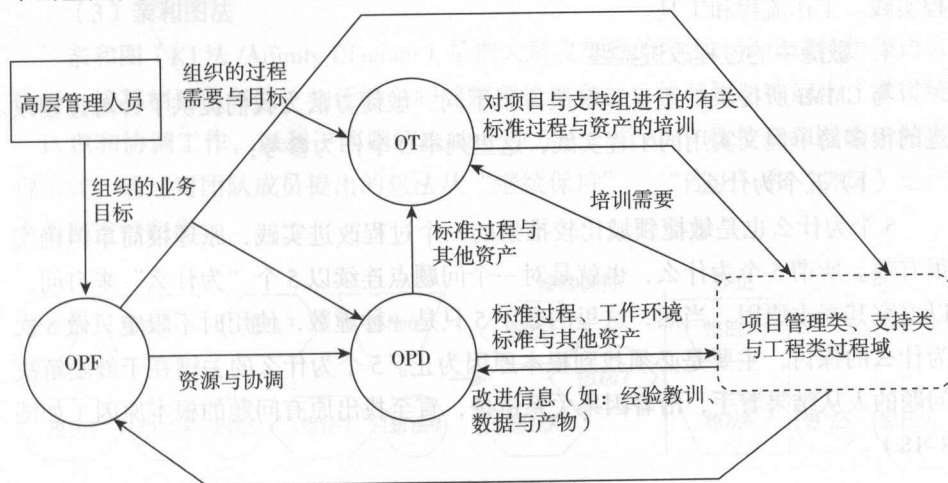 高层管理人员
组织的过程
需要与目标
OT
对项目与支持组进行的有关
标准过程与资产的培训
组织的业务
目标
培训需要
标准过程与
其他资产
OPF
资源与协调
OPD
标准过程、工作环境
标准与其他资产
项目管理类、支持类
与工程类过程域
改进信息（如：经验教训、
数据与产物）